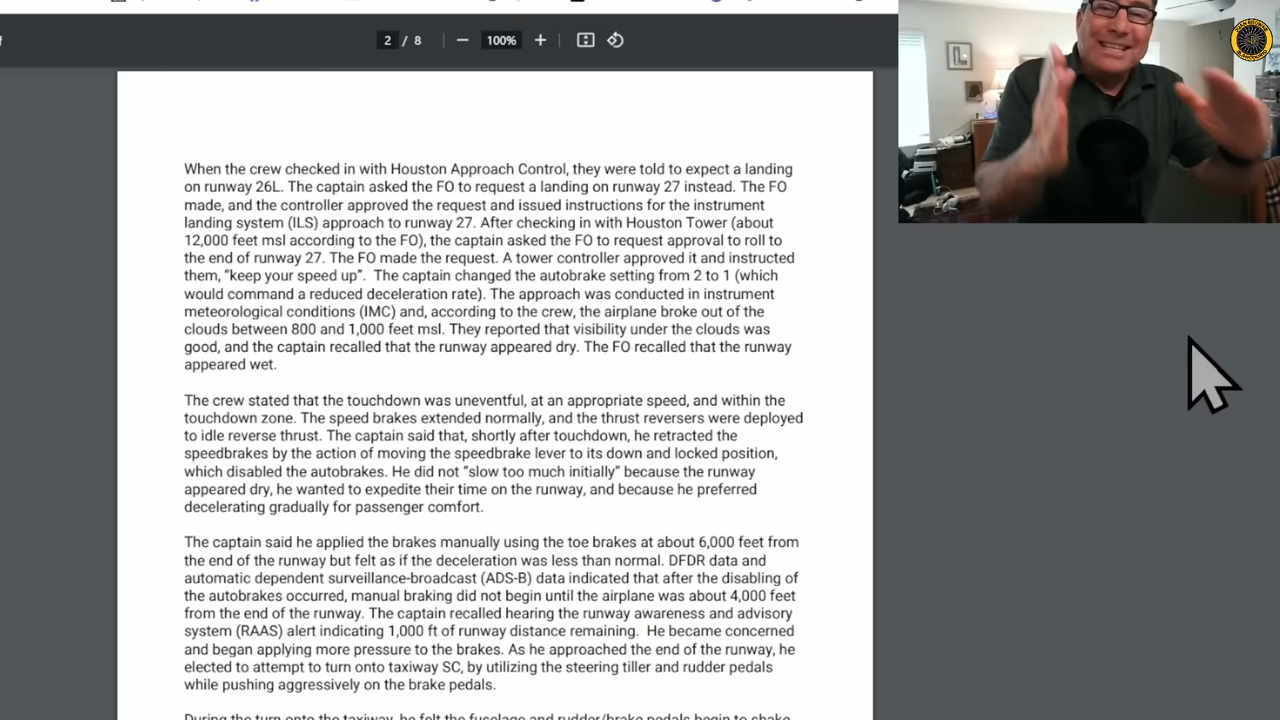 2 / 8
100%
When the crew checked in with Houston Approach Control, they were told to expect a landing
on runway 26L. The captain asked the FO to request a landing on runway 27 instead. The FO
made, and the controller approved the request and issued instructions for the instrument
landing system (ILS) approach to runway 27. After checking in with Houston Tower (about
12,000 feet msl according to the FO), the captain asked the FO to request approval to roll to
the end of runway 27. The FO made the request. A tower controller approved it and instructed
them, “keep your speed up”.  The captain changed the autobrake setting from 2 to 1 (which
would command a reduced deceleration rate). The approach was conducted in instrument
meteorological conditions (IMC) and, according to the crew, the airplane broke out of the
clouds between 800 and 1,000 feet msl. They reported that visibility under the clouds was
good, and the captain recalled that the runway appeared dry. The FO recalled that the runway
appeared wet.
The crew stated that the touchdown was uneventful, at an appropriate speed, and within the
touchdown zone. The speed brakes extended normally, and the thrust reversers were deployed
to idle reverse thrust. The captain said that, shortly after touchdown, he retracted the
speedbrakes by the action of moving the speedbrake lever to its down and locked position,
which disabled the autobrakes. He did not “slow too much initially” because the runway
appeared dry, he wanted to expedite their time on the runway, and because he preferred
decelerating gradually for passenger comfort.
The captain said he applied the brakes manually using the toe brakes at about 6,000 feet from
the end of the runway but felt as if the deceleration was less than normal. DFDR data and
automatic dependent surveillance-broadcast (ADS-B) data indicated that after the disabling of
the autobrakes occurred, manual braking did not begin until the airplane was about 4,000 feet
from the end of the runway. The captain recalled hearing the runway awareness and advisory
system (RAAS) alert indicating 1,000 ft of runway distance remaining.  He became concerned
and began applying more pressure to the brakes. As he approached the end of the runway, he
elected to attempt to turn onto taxiway SC, by utilizing the steering tiller and rudder pedals
while pushing aggressively on the brake pedals.
During the turn onto the taxiway, he felt the fuselage and rudder/brake pedals begin to shake